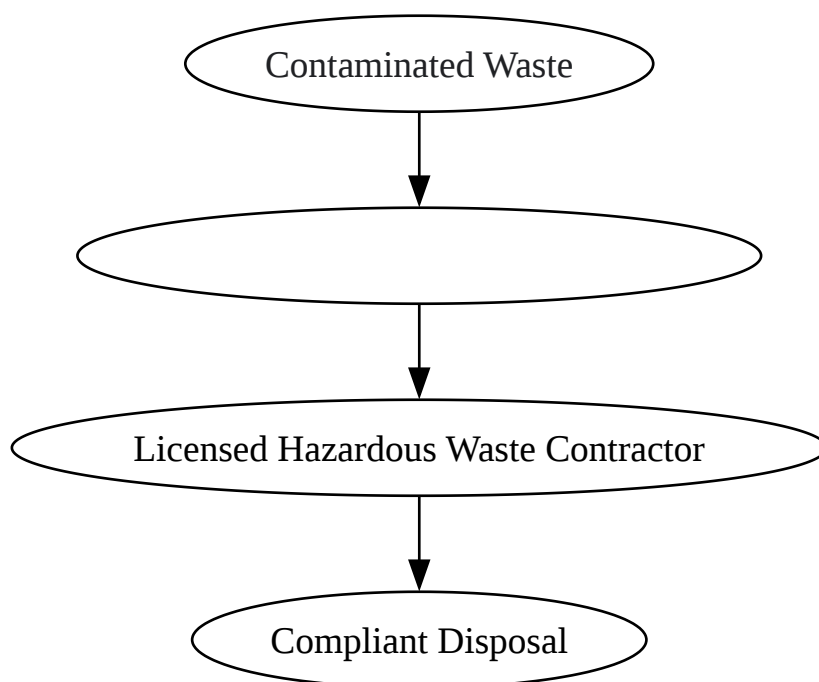 Contaminated Waste
Licensed Hazardous Waste Contractor
Compliant Disposal